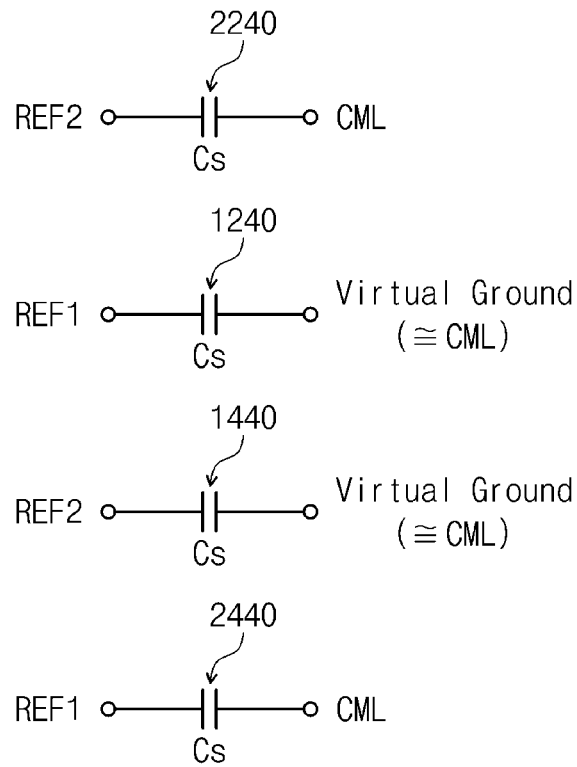 2240
REF2 CML
Cs
1240
REF1 Virtual Ground
(≅CML)
Cs
1440
REF2 Virtual Ground
(≅CML)
Cs
2440
REF1 CML
Cs